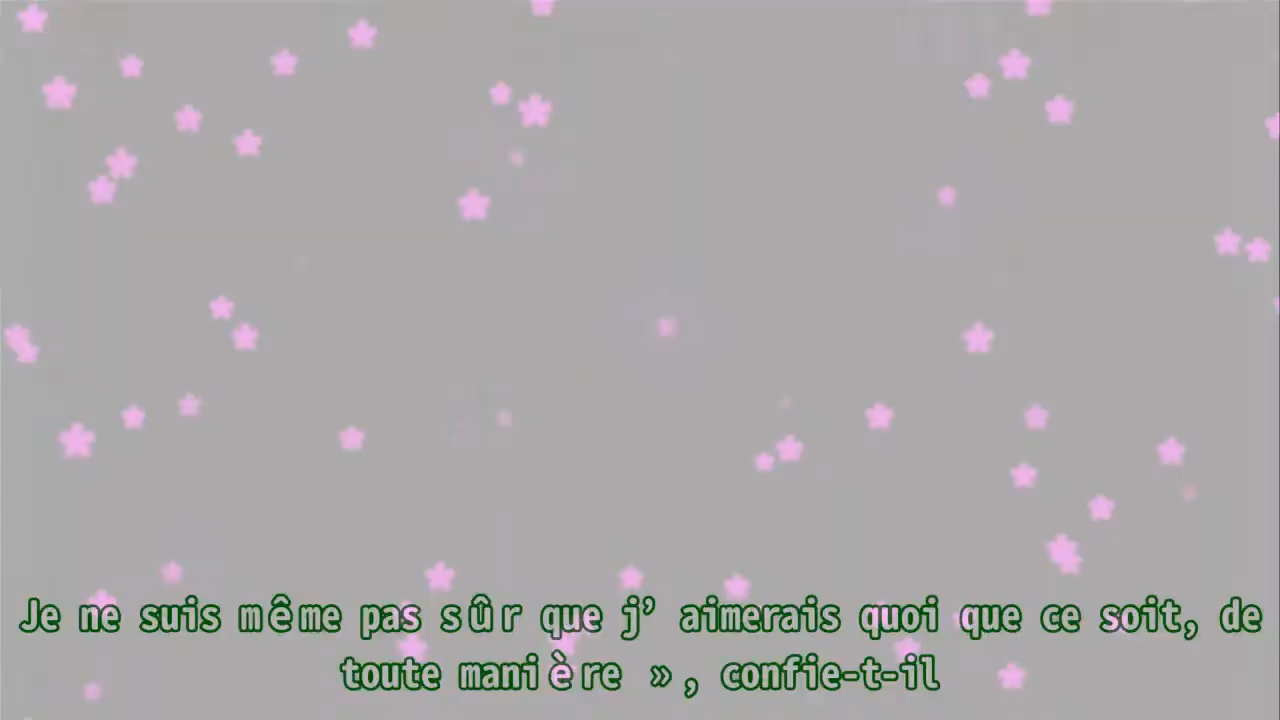 Je ne suis même pas sûr que j’ aimerais quoi que ce soit, de
toute manière », confie-t-il